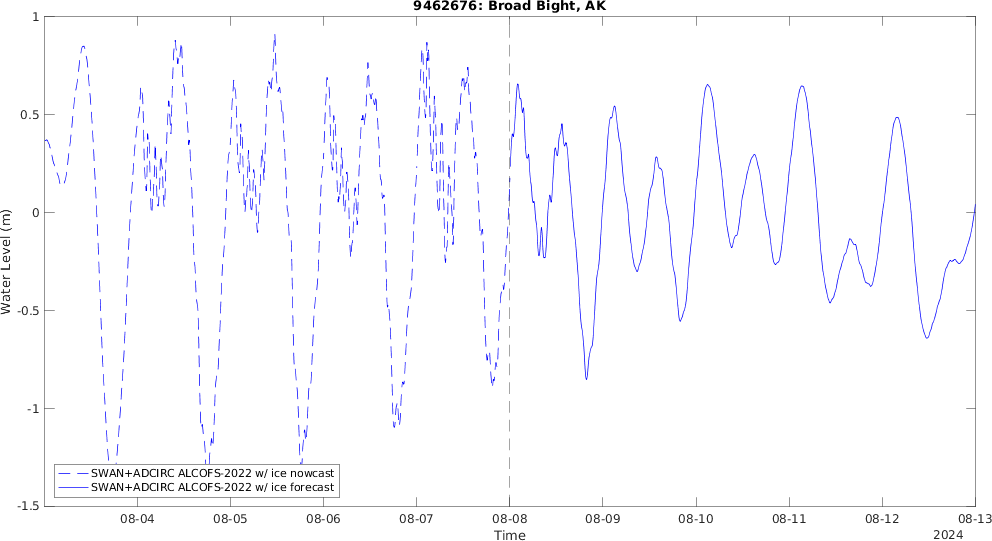 9462676: Broad Bight, AK
Water Level (m)
1
0.5
0
-0.5
-1
-1.5
SWAN+ADCIRC ALCOFS-2022 w/ ice nowcast
SWAN+ADCIRC ALCOFS-2022 w/ ice forecast
08-04 08-05 08-06 08-07 08-08 08-09 08-10 08-11 08-12 08-13
Time
2024